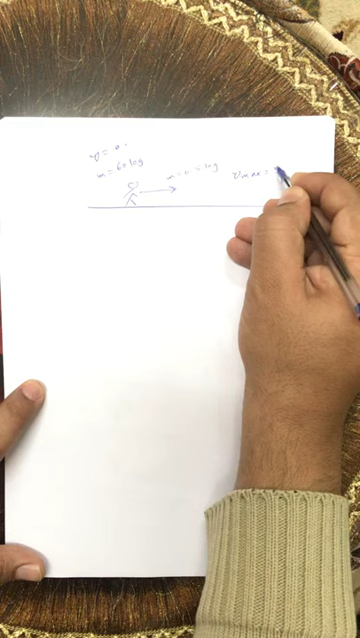 v = 0.
m = 60 kg
m = 0.5 kg
vmax =